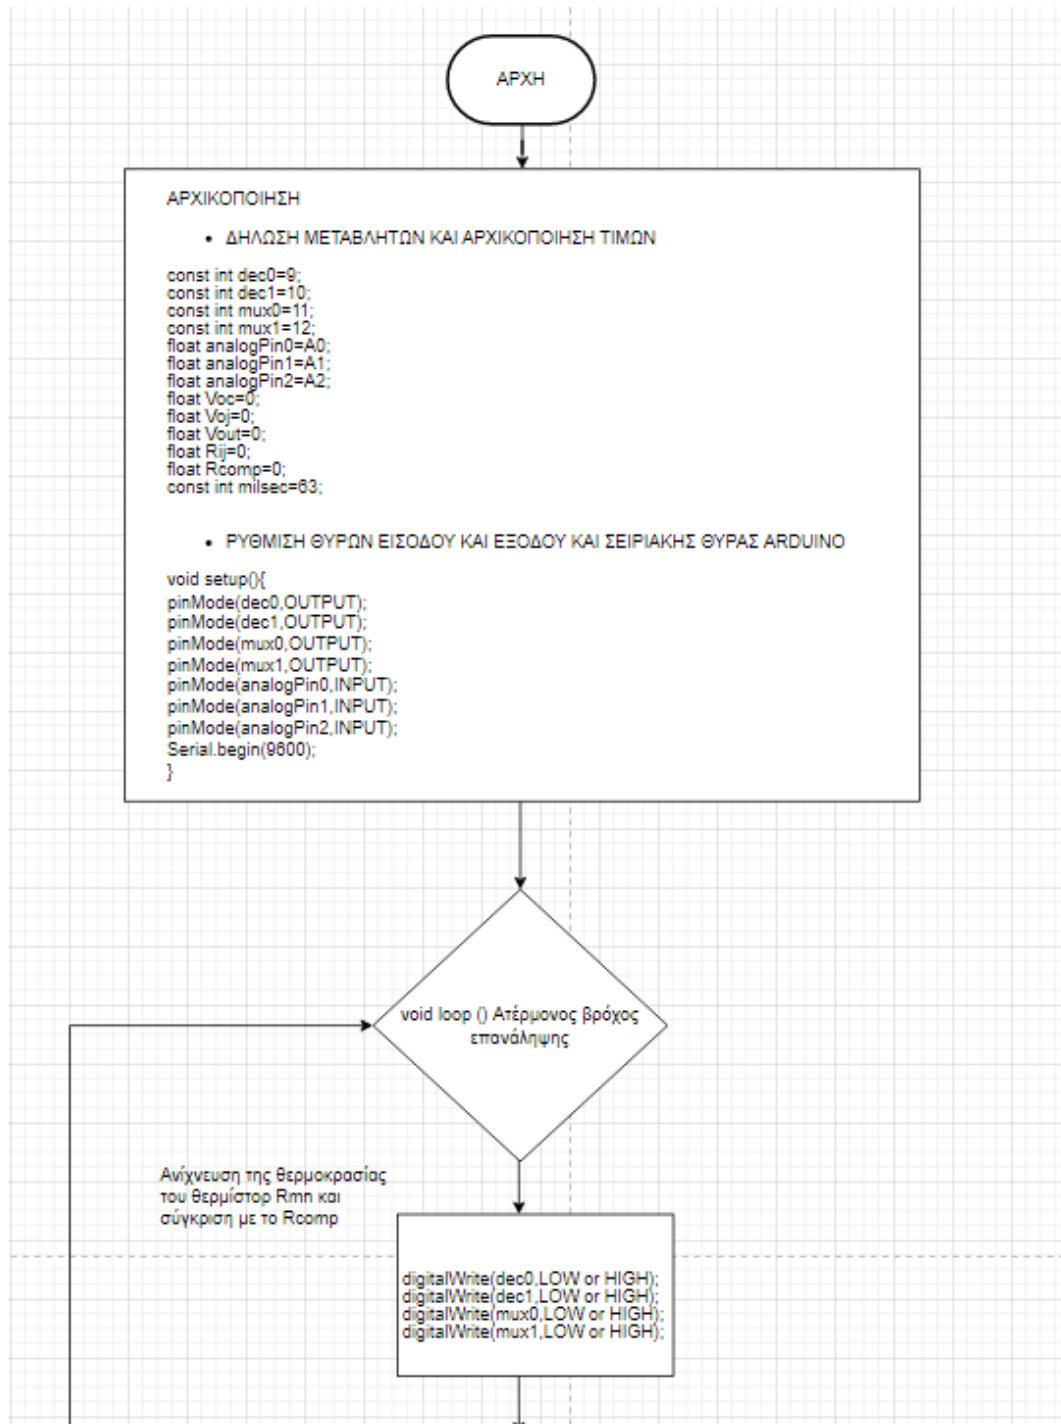 ΑΡΧΗ
ΑΡΧΙΚΟΠΟΙΗΣΗ
• ΔΗΛΩΣΗ ΜΕΤΑΒΛΗΤΩΝ ΚΑΙ ΑΡΧΙΚΟΠΟΙΗΣΗ ΤΙΜΩΝ
const int dec0=9;
const int dec1=10;
const int mux0=11;
const int mux1=12;
float analogPin0=A0;
float analogPin1=A1;
float analogPin2=A2;
float Voc=0;
float Voj=0;
float Vout=0;
float Rij=0;
float Rcomp=0;
const int milsec=63;
• ΡΥΘΜΙΣΗ ΘΥΡΩΝ ΕΙΣΟΔΟΥ ΚΑΙ ΕΞΟΔΟΥ ΚΑΙ ΣΕΙΡΙΑΚΗΣ ΘΥΡΑΣ ARDUINO
void setup(){
pinMode(dec0,OUTPUT);
pinMode(dec1,OUTPUT);
pinMode(mux0,OUTPUT);
pinMode(mux1,OUTPUT);
pinMode(analogPin0,INPUT);
pinMode(analogPin1,INPUT);
pinMode(analogPin2,INPUT);
Serial.begin(9600);
}
void loop () Ατέρμονος βρόχος
επανάληψης
Ανίχνευση της θερμοκρασίας
του θερμίστορ Rmn και
σύγκριση με το Rcomp
digitalWrite(dec0,LOW or HIGH);
digitalWrite(dec1,LOW or HIGH);
digitalWrite(mux0,LOW or HIGH);
digitalWrite(mux1,LOW or HIGH);